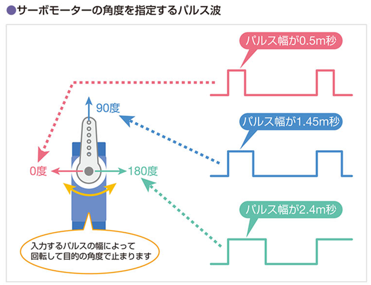 ●サーボモーターの角度を指定するパルス波
パルス幅が0.5m秒
90度
パルス幅が1.45m秒
0度
180度
パルス幅が2.4m秒
入力するパルスの幅によって
回転して目的の角度で止まります